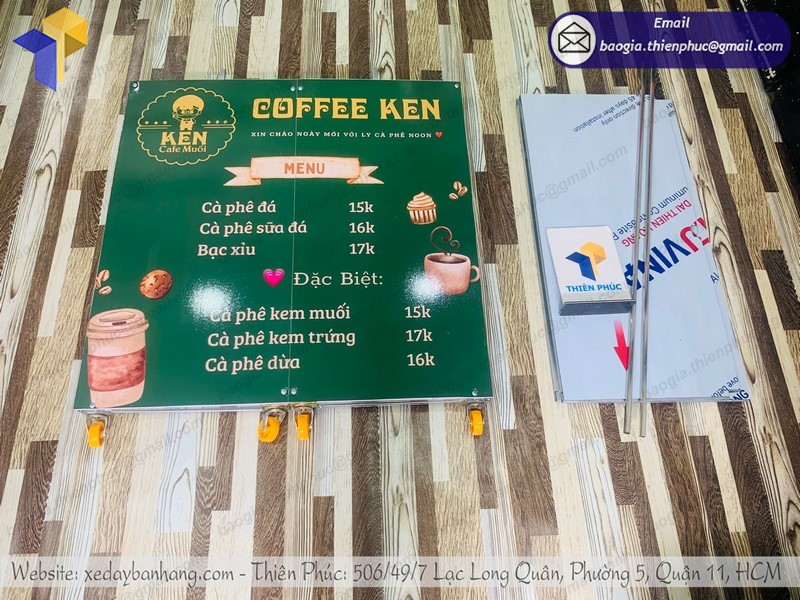 Email
baogia.thienphuc@gmail.com
KEN
Cafe Muối
COFFEE KEN
XIN CHÀO NGÀY MỚI VỚI LY CÀ PHÊ NGON
MENU
Cà phê đá 15k
Cà phê sữa đá 16k
Bạc xỉu 17k
Đặc Biệt:
Cà phê kem muối 15k
Cà phê kem trứng 17k
Cà phê dừa 16k
THIÊN PHÚC
Website: xedaybanhang.com - Thiên Phúc: 506/49/7 Lạc Long Quân, Phường 5, Quận 11, HCM